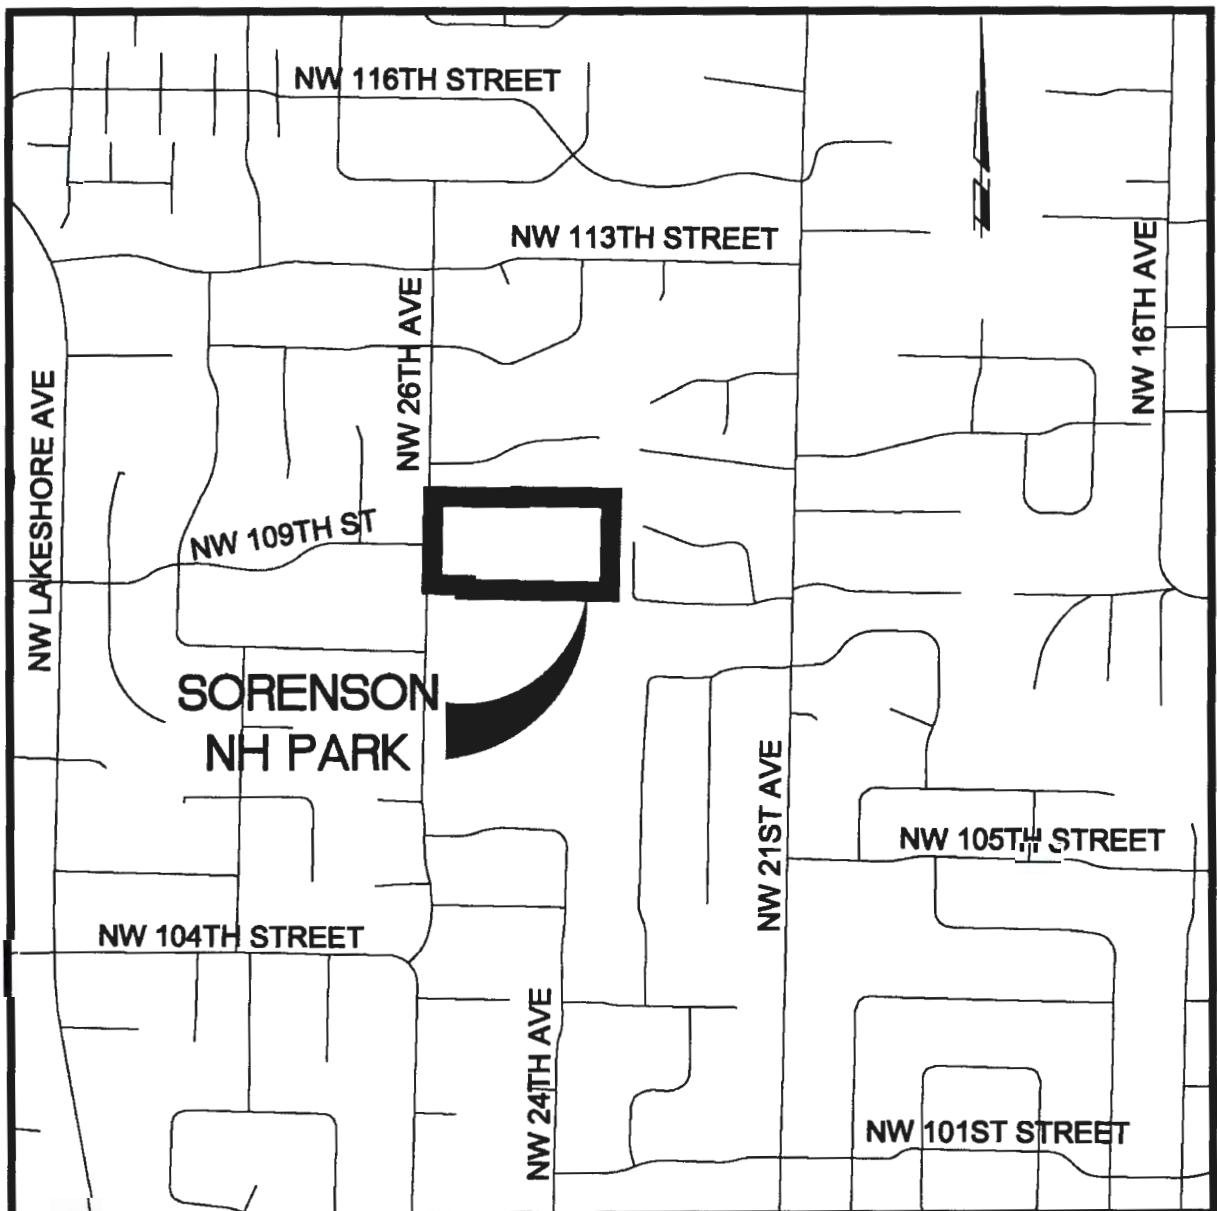 NW 116TH STREET
NW 113TH STREET
NW 16TH AVE
NW 26TH AVE
NW LAKESHORE AVE
NW 109TH ST
SORENSON
NH PARK
NW 21ST AVE
NW 105TH STREET
NW 104TH STREET
NW 24TH AVE
NW 101ST STREET